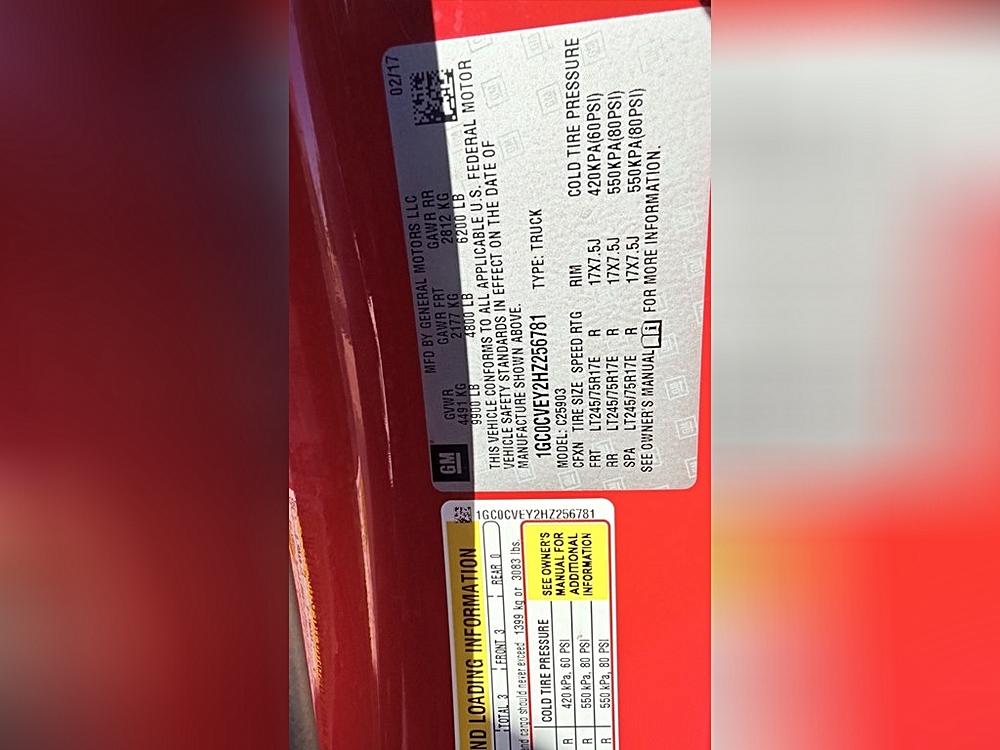 02/17
MFD BY GENERAL MOTORS LLC
GVWR GAWR FRT GAWR RR
4491 KG 2177 KG 2812 KG
9900 LB 4800 LB 6200 LB
THIS VEHICLE CONFORMS TO ALL APPLICABLE U.S. FEDERAL MOTOR
VEHICLE SAFETY STANDARDS IN EFFECT ON THE DATE OF
MANUFACTURE SHOWN ABOVE.
1GC0CVEY2HZ256781 TYPE: TRUCK
MODEL: C25903
CFXN TIRE SIZE SPEED RTG RIM COLD TIRE PRESSURE
FRT LT245/75R17E R 17X7.5J 420KPA(60PSI)
RR LT245/75R17E R 17X7.5J 550KPA(80PSI)
SPA LT245/75R17E R 17X7.5J 550KPA(80PSI)
SEE OWNER'S MANUAL i FOR MORE INFORMATION.
GM
1GC0CVEY2HZ256781
ND LOADING INFORMATION
TOTAL 3 FRONT 3 REAR 0
and cargo should never exceed 1399 kg or 3083 lbs.
COLD TIRE PRESSURE
R 420 kPa, 60 PSI
R 550 kPa, 80 PSI
R 550 kPa, 80 PSI
SEE OWNER'S
MANUAL FOR
ADDITIONAL
INFORMATION